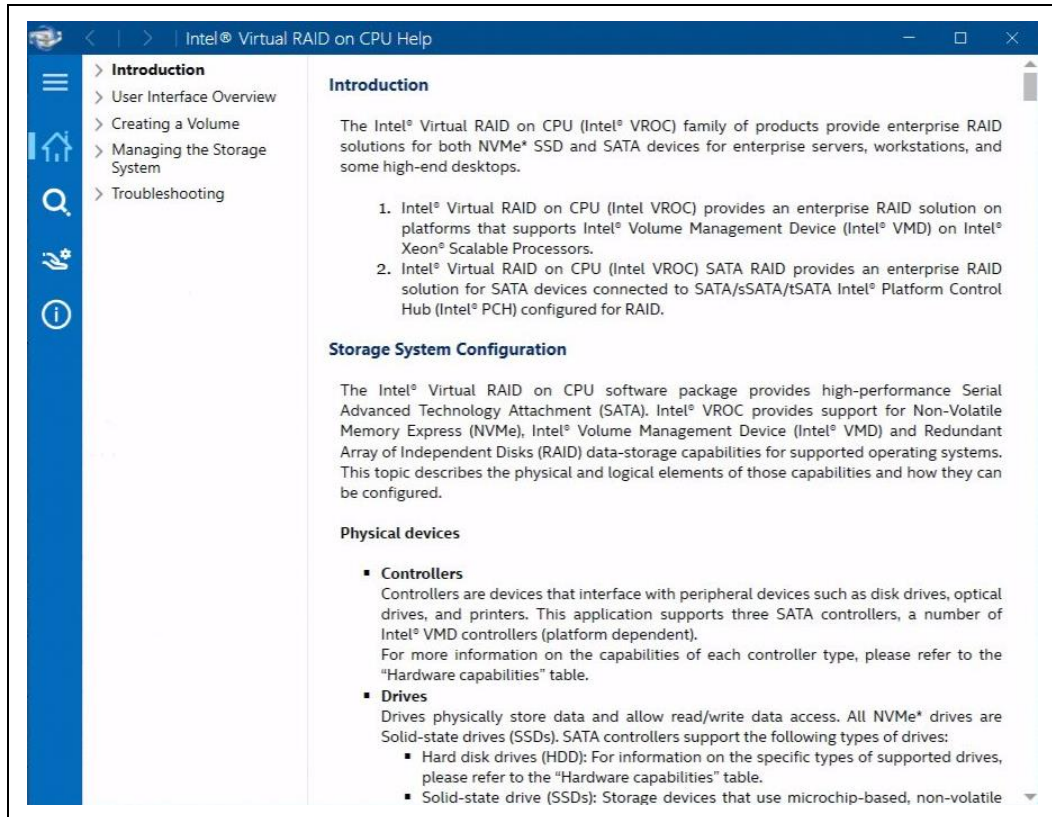 Intel® Virtual RAID on CPU Help
Introduction
User Interface Overview
Creating a Volume
Managing the Storage
System
Troubleshooting
Introduction
The Intel® Virtual RAID on CPU (Intel® VROC) family of products provide enterprise RAID
solutions for both NVMe* SSD and SATA devices for enterprise servers, workstations, and
some high-end desktops.
1. Intel® Virtual RAID on CPU (Intel VROC) provides an enterprise RAID solution on
platforms that supports Intel® Volume Management Device (Intel® VMD) on Intel®
Xeon® Scalable Processors.
2. Intel® Virtual RAID on CPU (Intel VROC) SATA RAID provides an enterprise RAID
solution for SATA devices connected to SATA/sSATA/tSATA Intel® Platform Control
Hub (Intel® PCH) configured for RAID.
Storage System Configuration
The Intel® Virtual RAID on CPU software package provides high-performance Serial
Advanced Technology Attachment (SATA). Intel® VROC provides support for Non-Volatile
Memory Express (NVMe), Intel® Volume Management Device (Intel® VMD) and Redundant
Array of Independent Disks (RAID) data-storage capabilities for supported operating systems.
This topic describes the physical and logical elements of those capabilities and how they can
be configured.
Physical devices
▪ Controllers
Controllers are devices that interface with peripheral devices such as disk drives, optical
drives, and printers. This application supports three SATA controllers, a number of
Intel® VMD controllers (platform dependent).
For more information on the capabilities of each controller type, please refer to the
“Hardware capabilities” table.
▪ Drives
Drives physically store data and allow read/write data access. All NVMe* drives are
Solid-state drives (SSDs). SATA controllers support the following types of drives:
▪ Hard disk drives (HDD): For information on the specific types of supported drives,
please refer to the “Hardware capabilities” table.
▪ Solid-state drive (SSDs): Storage devices that use microchip-based, non-volatile